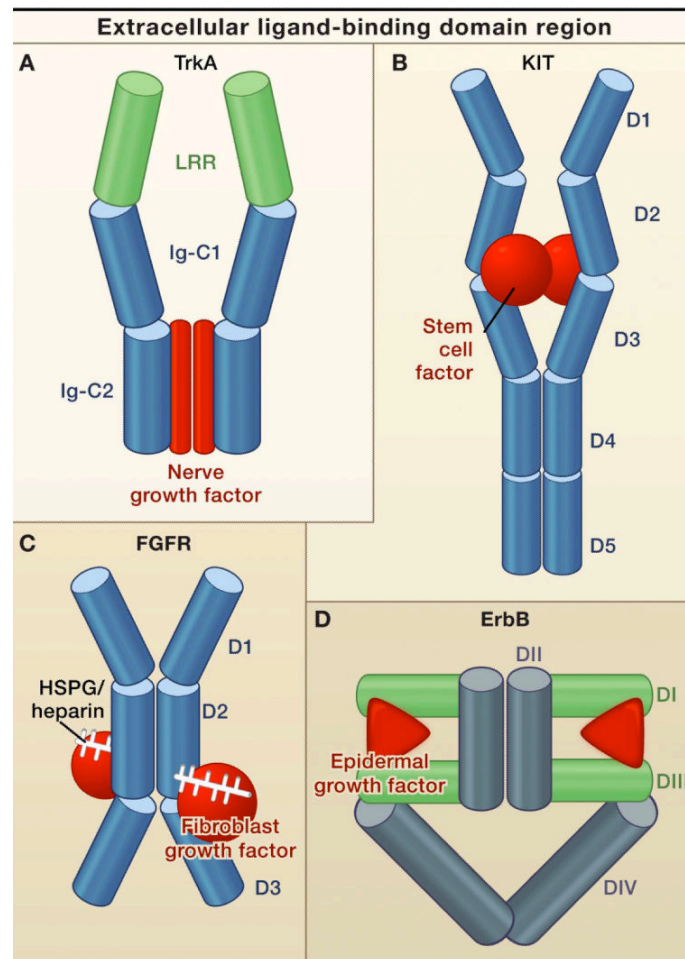 Extracellular ligand-binding domain region
A
TrkA
LRR
Ig-C1
Ig-C2
Nerve
growth factor
B
KIT
D1
D2
Stem
cell
factor
D3
D4
D5
C
FGFR
D1
HSPG/
heparin
D2
Fibroblast
growth factor
D3
D
ErbB
DII
DI
Epidermal
growth factor
DIII
DIV